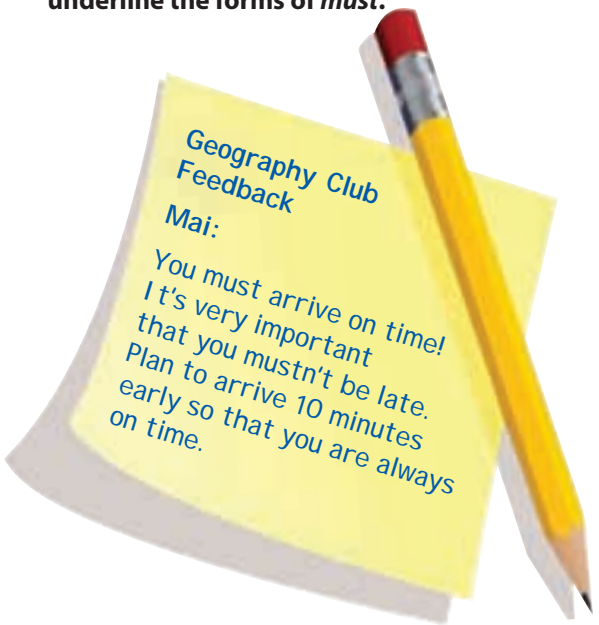 underline the forms of must.
Geography Club
Feedback
Mai:
You must arrive on time!
It's very important
that you mustn't be late.
Plan to arrive 10 minutes
early so that you are always
on time.